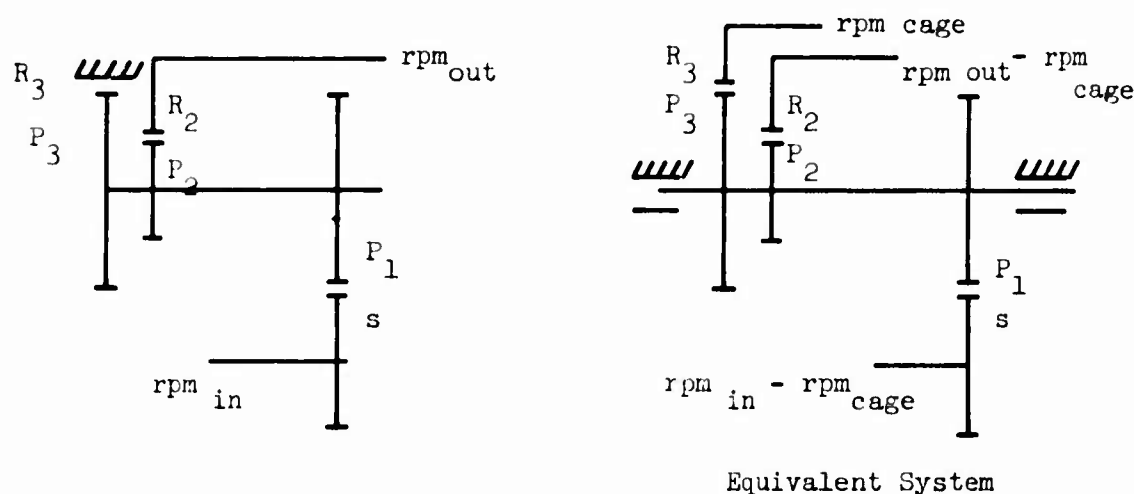 rpm out
R3
P3
R2
P2
P1
s
rpm in
rpm cage
R3
P3
R2
P2
rpm out - rpm cage
P1
s
rpm in - rpm cage
Equivalent System